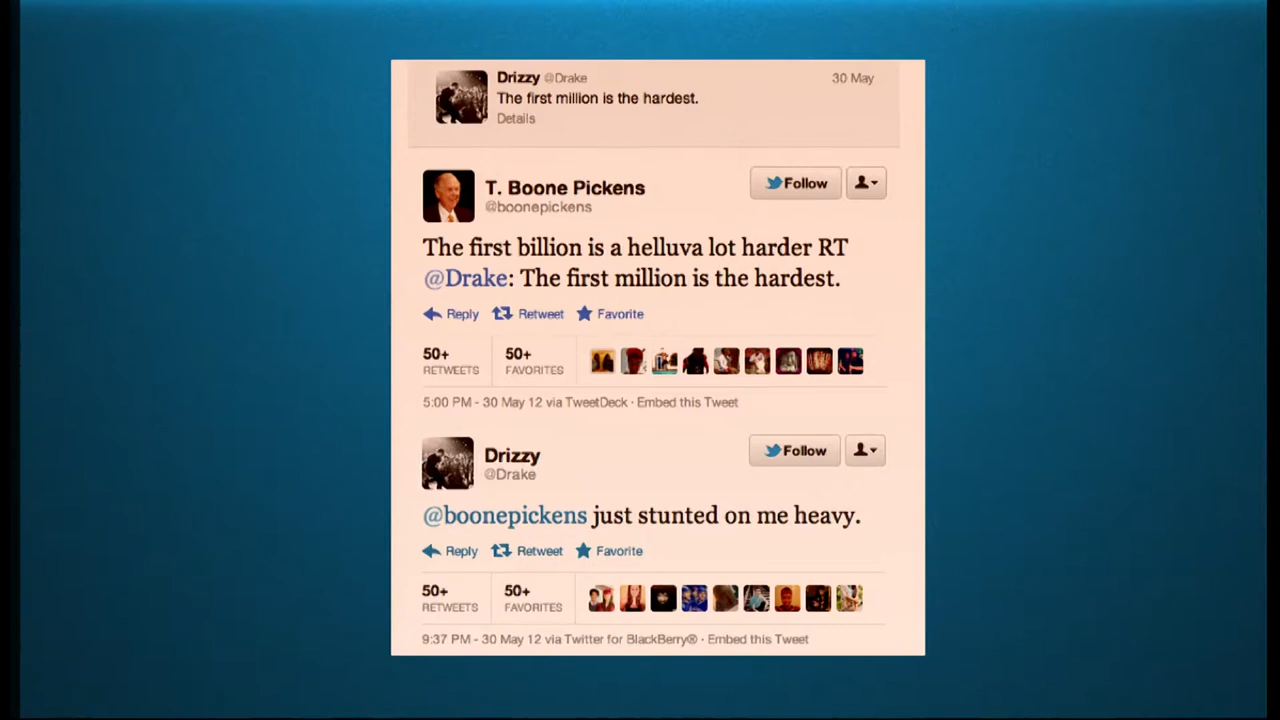 Drizzy @Drake 30 May
The first million is the hardest.
Details
T. Boone Pickens
Follow
@boonepickens
The first billion is a helluva lot harder RT
@Drake: The first million is the hardest.
Reply Retweet Favorite
50+ 50+
RETWEETS FAVORITES
5:00 PM - 30 May 12 via TweetDeck · Embed this Tweet
Drizzy
Follow
@Drake
@boonepickens just stunted on me heavy.
Reply Retweet Favorite
50+ 50+
RETWEETS FAVORITES
9:37 PM - 30 May 12 via Twitter for BlackBerry® · Embed this Tweet